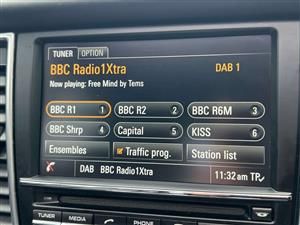 TUNER OPTION
BBC Radio1Xtra DAB 1
Now playing: Free Mind by Tems
BBC R1 1 BBC R2 2 BBC R6M 3
BBC Shrp 4 Capital 5 KISS 6
Ensembles Traffic prog. Station list
DAB BBC Radio1Xtra 11:32 am TP
TUNER MEDIA PHONE